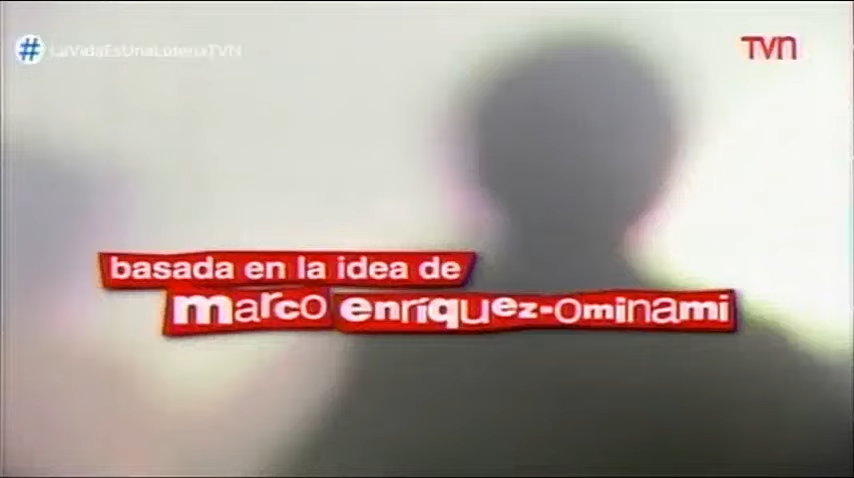 #LaVidaEsUnaLoteriaTVN
TVN
basada en la idea de
marco enríquez-ominami